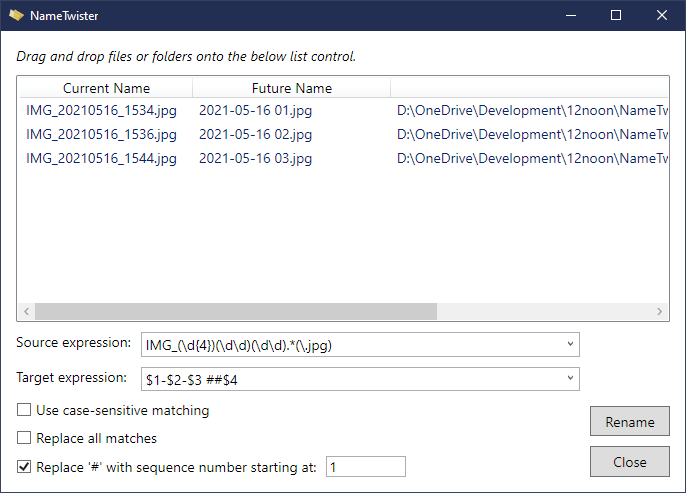 NameTwister
Drag and drop files or folders onto the below list control.
Current Name Future Name
IMG_20210516_1534.jpg 2021-05-16 01.jpg D:\OneDrive\Development\12noon\NameTw
IMG_20210516_1536.jpg 2021-05-16 02.jpg D:\OneDrive\Development\12noon\NameTw
IMG_20210516_1544.jpg 2021-05-16 03.jpg D:\OneDrive\Development\12noon\NameTw
Source expression: IMG_(\d{4})(\d\d)(\d\d).*(\.jpg)
Target expression: $1-$2-$3 ##$4
Use case-sensitive matching
Rename
Replace all matches
Replace '#' with sequence number starting at: 1
Close